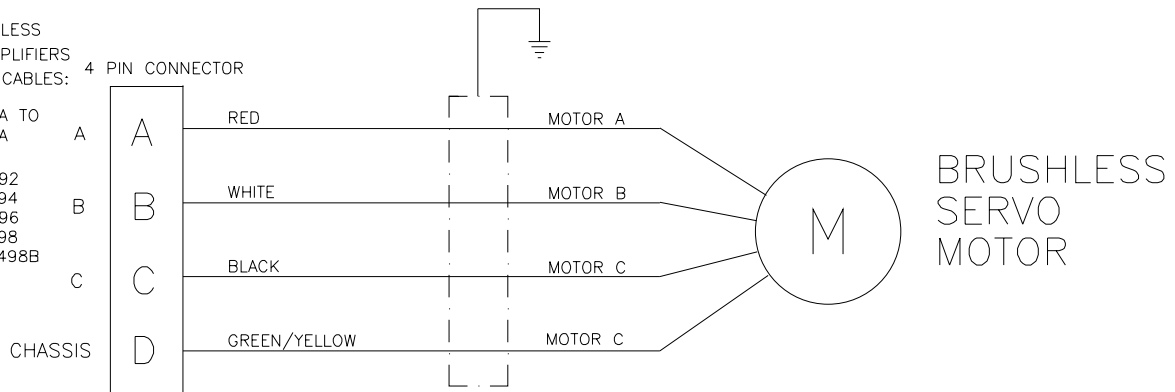 LESS
PLIFIERS
CABLES:
A TO
A
92
94
96
98
498B
4 PIN CONNECTOR
A A RED MOTOR A
B B WHITE MOTOR B
C C BLACK MOTOR C
CHASSIS D GREEN/YELLOW MOTOR C
M
BRUSHLESS
SERVO
MOTOR